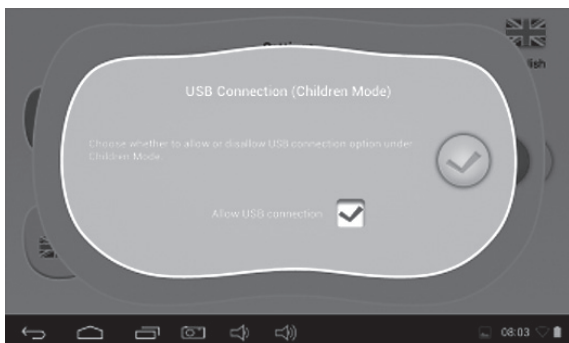 USB Connection (Children Mode)
Choose whether to allow or disallow USB connection option under
Children Mode
Allow USB connection
lish
08:03